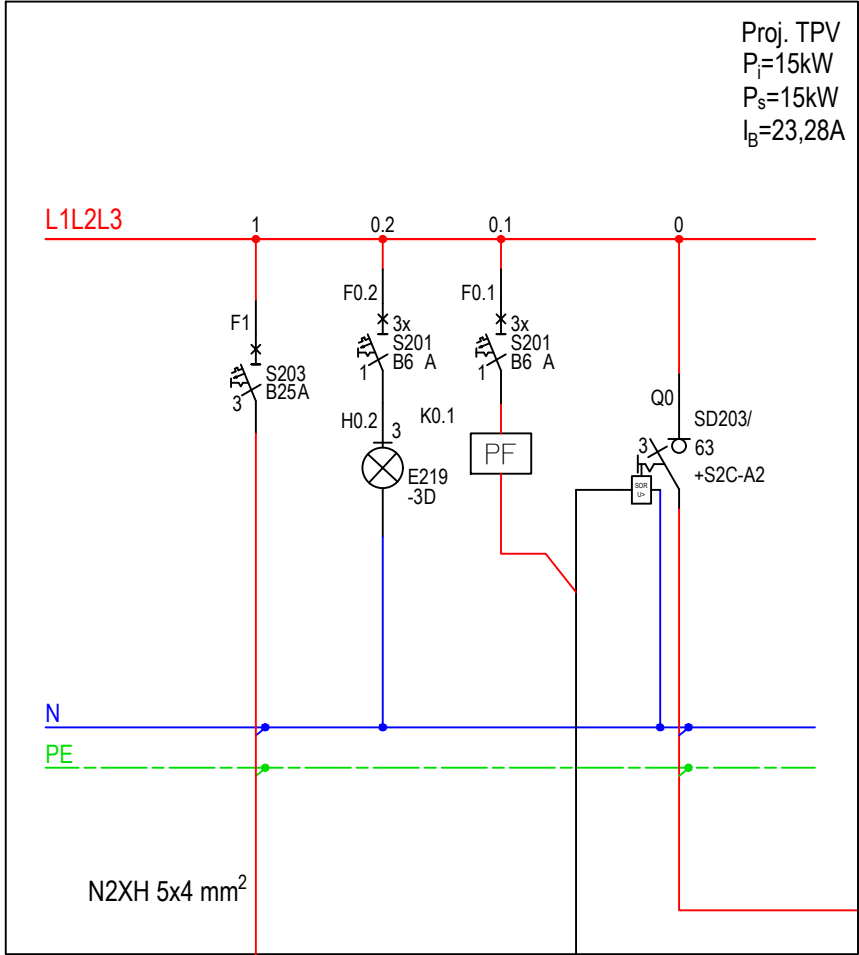 Proj. TPV
Pi=15kW
Ps=15kW
IB=23,28A
L1L2L3
1
0.2
0.1
0
F1
S203
B25A
3
F0.2
3x
S201
B6 A
1
F0.1
3x
S201
B6 A
1
H0.2
3
E219
-3D
K0.1
PF
Q0
SD203/
63
+S2C-A2
3
SOR
U>
N
PE
N2XH 5x4 mm²